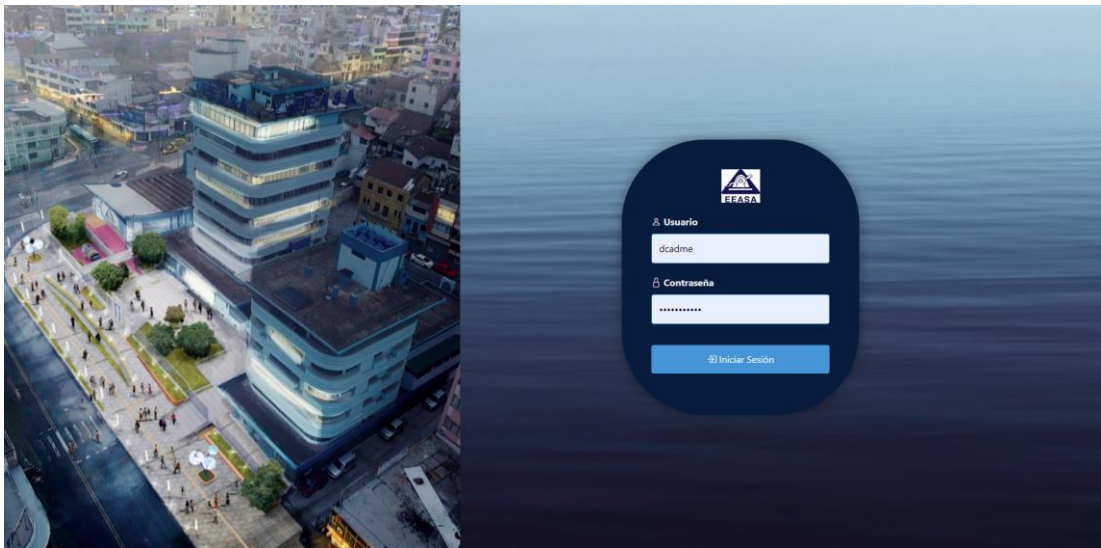 EEASA
Usuario
dcadme
Contraseña
•••••••••••
Iniciar Sesión